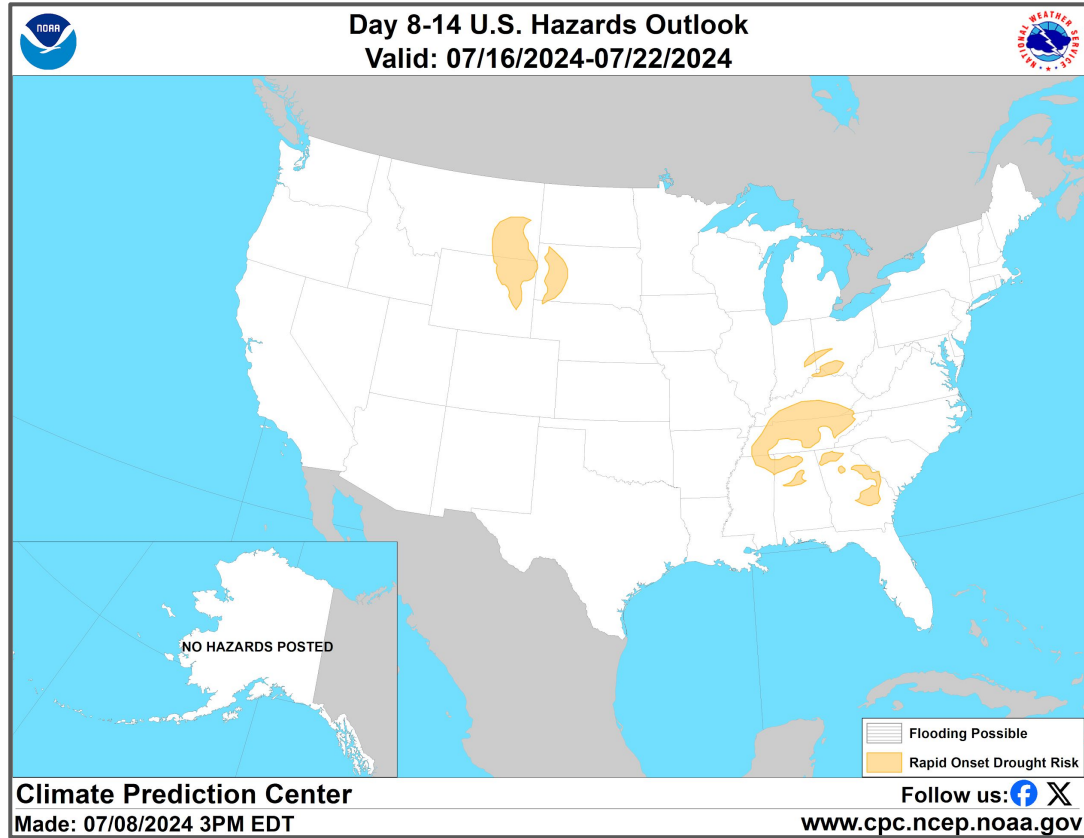 NOAA
Day 8-14 U.S. Hazards Outlook
Valid: 07/16/2024-07/22/2024
NATIONAL WEATHER SERVICE
NO HAZARDS POSTED
Flooding Possible
Rapid Onset Drought Risk
Climate Prediction Center
Follow us:
Made: 07/08/2024 3PM EDT
www.cpc.ncep.noaa.gov